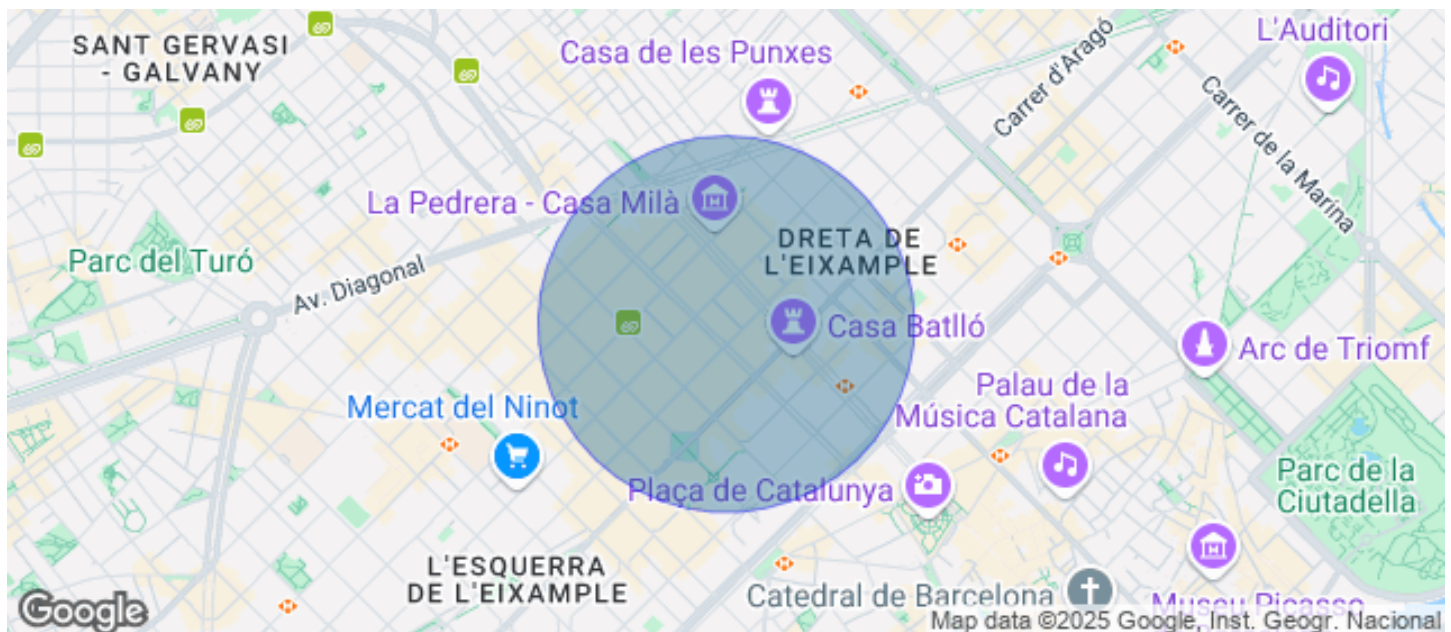 SANT GERVASI
- GALVANY
Casa de les Punxes
L'Auditori
Carrer d'Aragó
Carrer de la Marina
La Pedrera - Casa Milà
DRETA DE
L'EIXAMPLE
Parc del Turó
Av. Diagonal
Casa Batlló
Arc de Triomf
Palau de la
Música Catalana
Mercat del Ninot
Plaça de Catalunya
Parc de la
Ciutadella
L'ESQUERRA
DE L'EIXAMPLE
Catedral de Barcelona
Museu Picasso
Google
Map data ©2025 Google, Inst. Geogr. Nacional